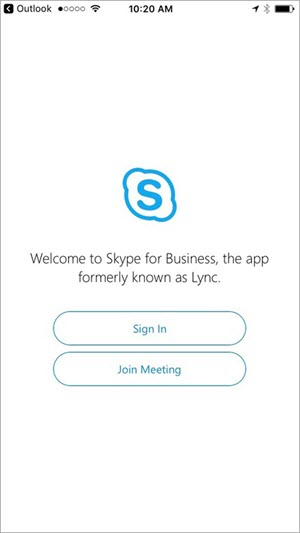 Outlook 10:20 AM
S
Welcome to Skype for Business, the app
formerly known as Lync.
Sign In
Join Meeting